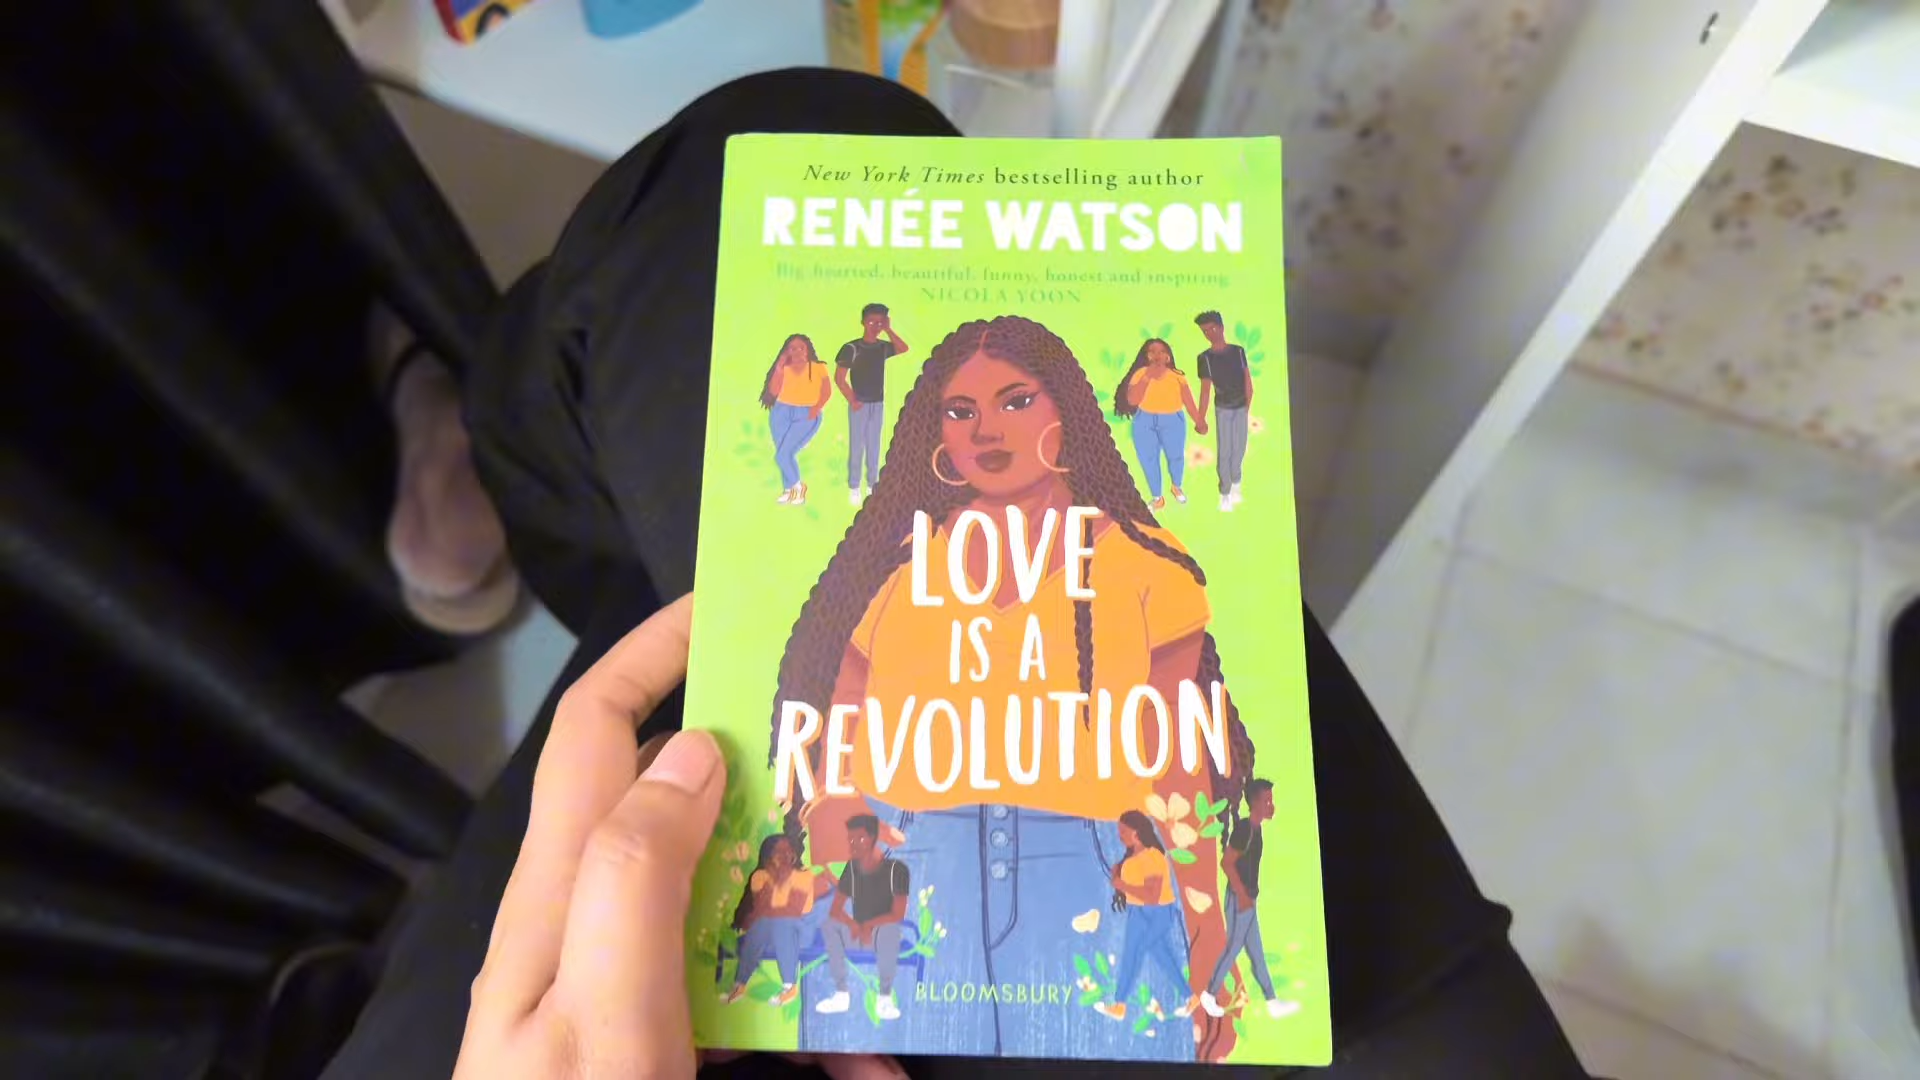 New York Times bestselling author
RENÉE WATSON
Big-hearted, beautiful, funny, honest and inspiring
NICOLA YOON
LOVE
IS A
REVOLUTION
BLOOMSBURY